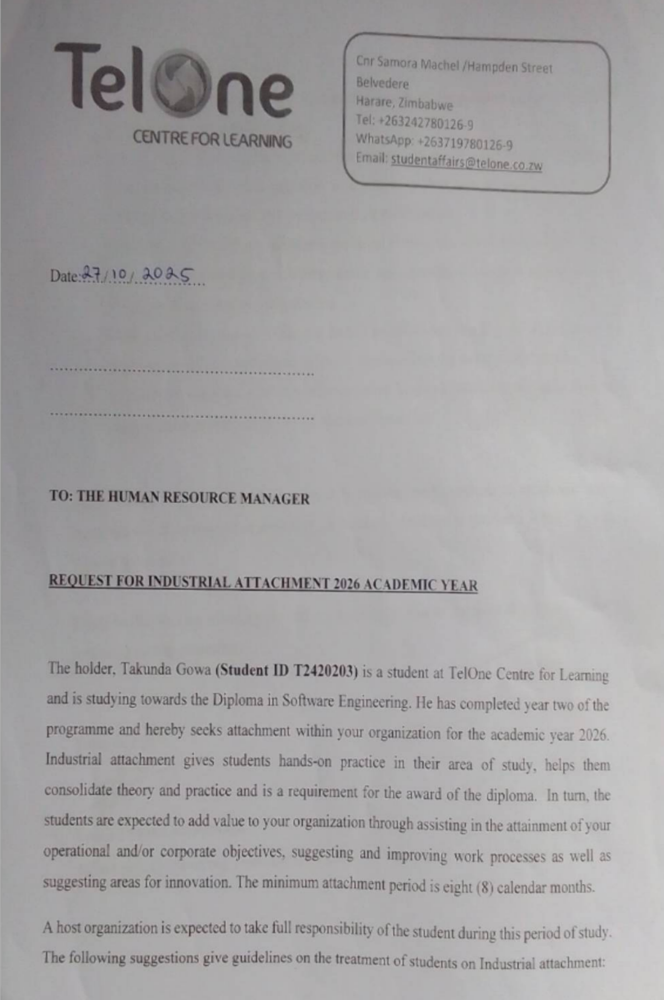 TelOne
CENTRE FOR LEARNING
Cnr Samora Machel /Hampden Street
Belvedere
Harare, Zimbabwe
Tel: +263242780126-9
WhatsApp: +263719780126-9
Email: studentaffairs@telone.co.zw
Date:27/10/2025
TO: THE HUMAN RESOURCE MANAGER
REQUEST FOR INDUSTRIAL ATTACHMENT 2026 ACADEMIC YEAR
The holder, Takunda Gowa (Student ID T2420203) is a student at TelOne Centre for Learning
and is studying towards the Diploma in Software Engineering. He has completed year two of the
programme and hereby seeks attachment within your organization for the academic year 2026.
Industrial attachment gives students hands-on practice in their area of study, helps them
consolidate theory and practice and is a requirement for the award of the diploma. In turn, the
students are expected to add value to your organization through assisting in the attainment of your
operational and/or corporate objectives, suggesting and improving work processes as well as
suggesting areas for innovation. The minimum attachment period is eight (8) calendar months.
A host organization is expected to take full responsibility of the student during this period of study.
The following suggestions give guidelines on the treatment of students on Industrial attachment: